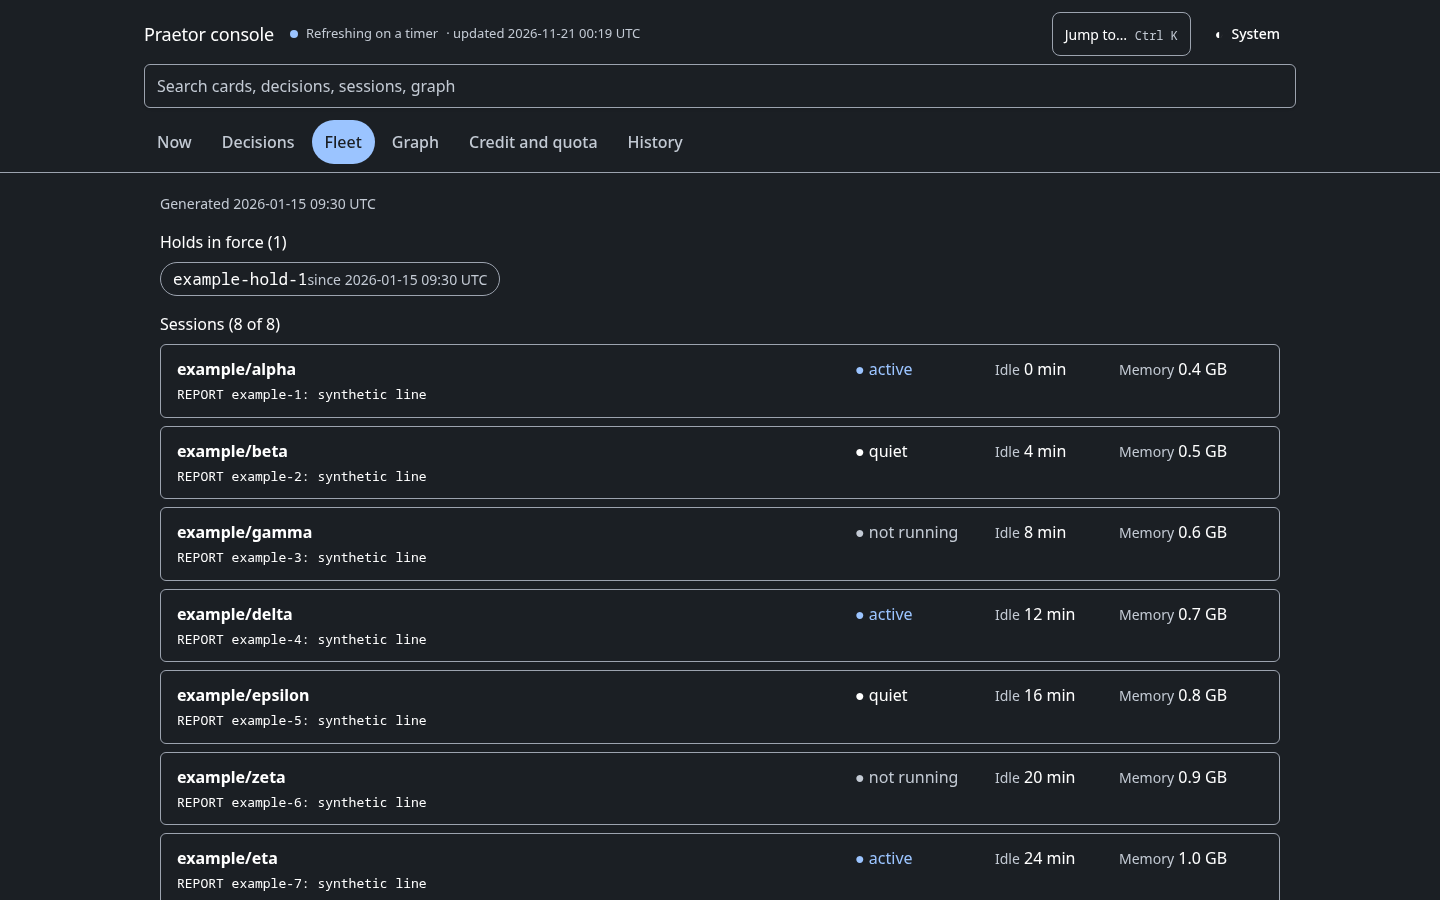 Praetor console
Refreshing on a timer · updated 2026-11-21 00:19 UTC
Jump to... Ctrl K
System
Search cards, decisions, sessions, graph
Now Decisions Fleet Graph Credit and quota History
Generated 2026-01-15 09:30 UTC
Holds in force (1)
example-hold-1since 2026-01-15 09:30 UTC
Sessions (8 of 8)
example/alpha active Idle 0 min Memory 0.4 GB
REPORT example-1: synthetic line
example/beta quiet Idle 4 min Memory 0.5 GB
REPORT example-2: synthetic line
example/gamma not running Idle 8 min Memory 0.6 GB
REPORT example-3: synthetic line
example/delta active Idle 12 min Memory 0.7 GB
REPORT example-4: synthetic line
example/epsilon quiet Idle 16 min Memory 0.8 GB
REPORT example-5: synthetic line
example/zeta not running Idle 20 min Memory 0.9 GB
REPORT example-6: synthetic line
example/eta active Idle 24 min Memory 1.0 GB
REPORT example-7: synthetic line